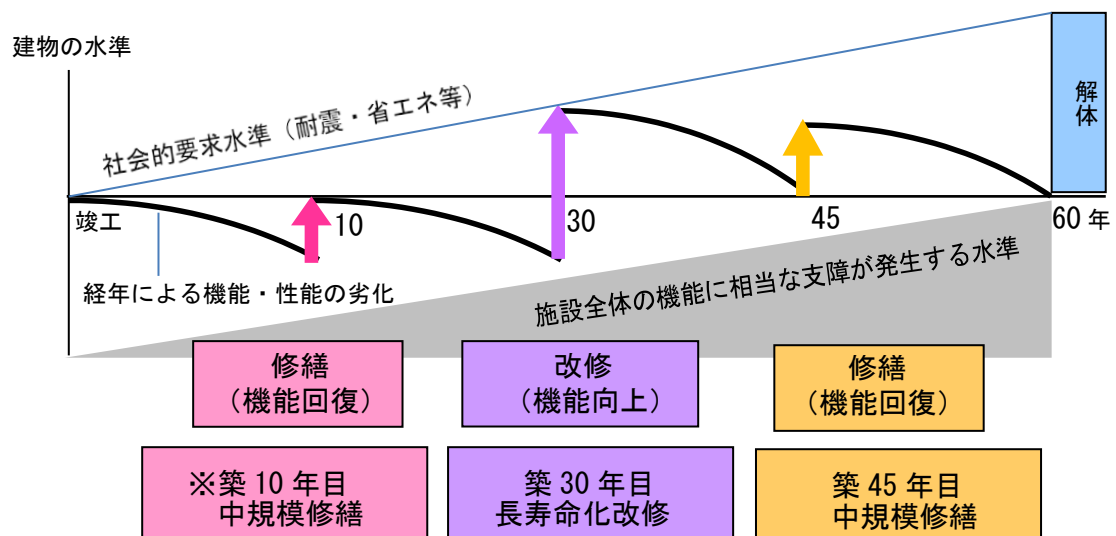 建物の水準
社会的要求水準（耐震・省エネ等）
解体
竣工
10
30
45
60 年
経年による機能・性能の劣化
施設全体の機能に相当な支障が発生する水準
修繕
（機能回復）
改修
（機能向上）
修繕
（機能回復）
※築 10 年目
中規模修繕
築 30 年目
長寿命化改修
築 45 年目
中規模修繕